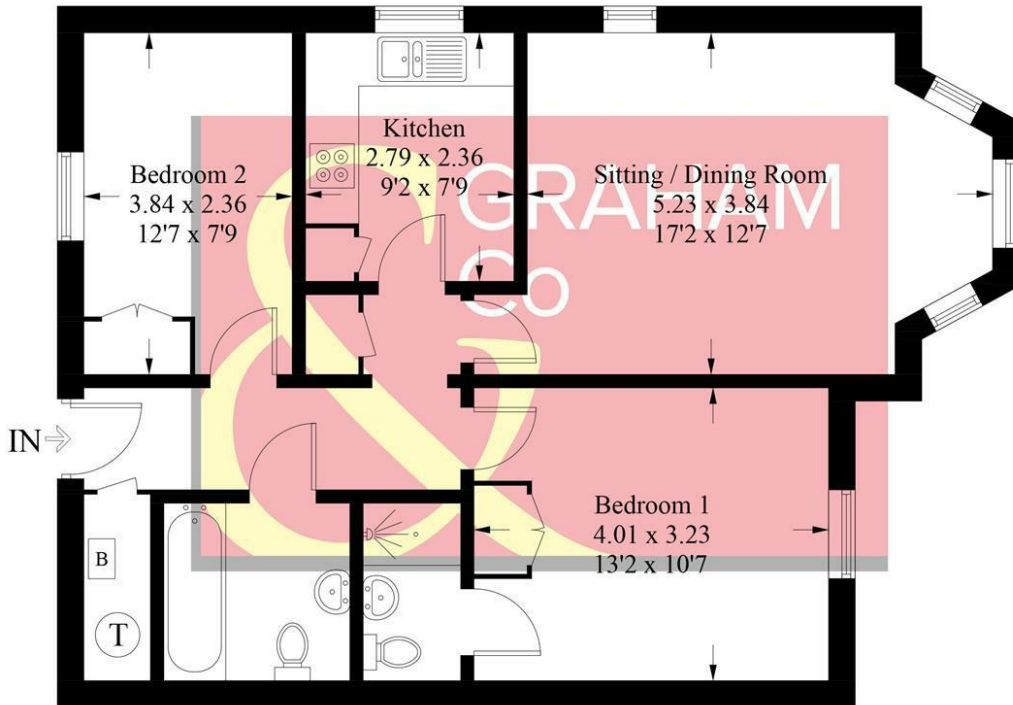 Bedroom 2
3.84 x 2.36
12'7 x 7'9
Kitchen
2.79 x 2.36
9'2 x 7'9
Sitting / Dining Room
5.23 x 3.84
17'2 x 12'7
& GRAHAM
Co
IN
Bedroom 1
4.01 x 3.23
13'2 x 10'7
B
T